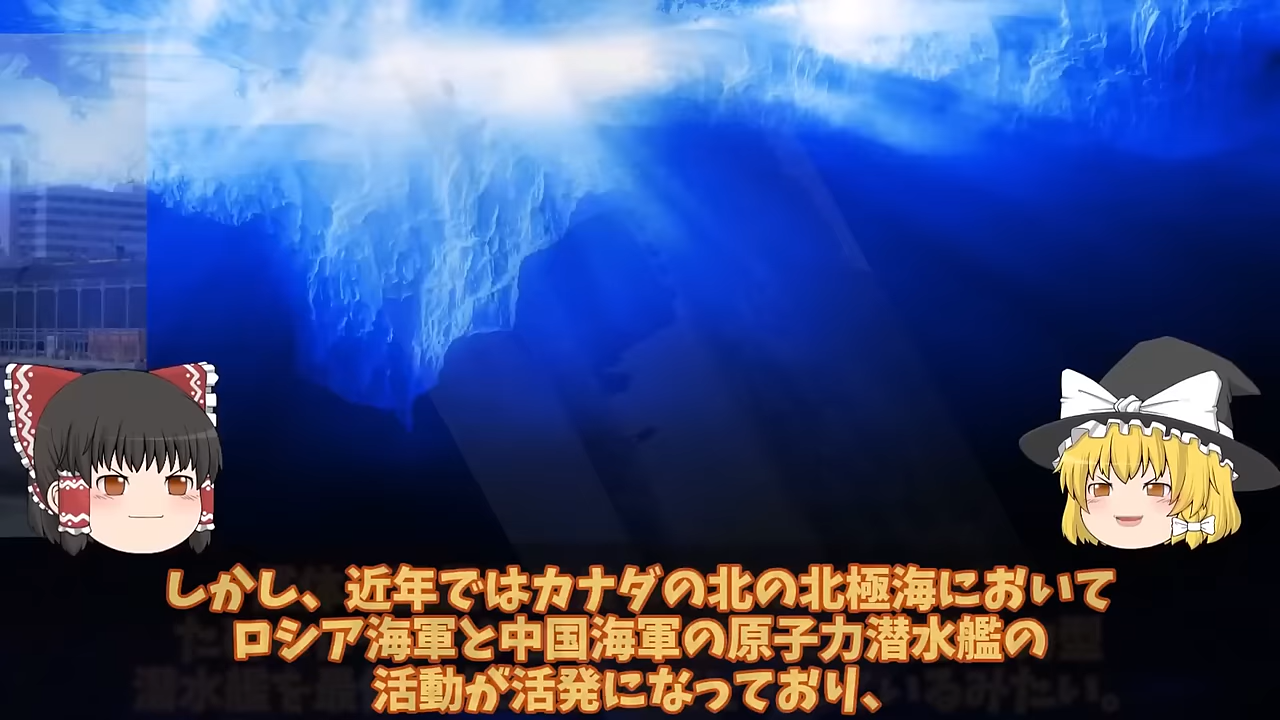 しかし、近年ではカナダの北の北極海において
ロシア海軍と中国海軍の原子力潜水艦の
活動が活発になっており、